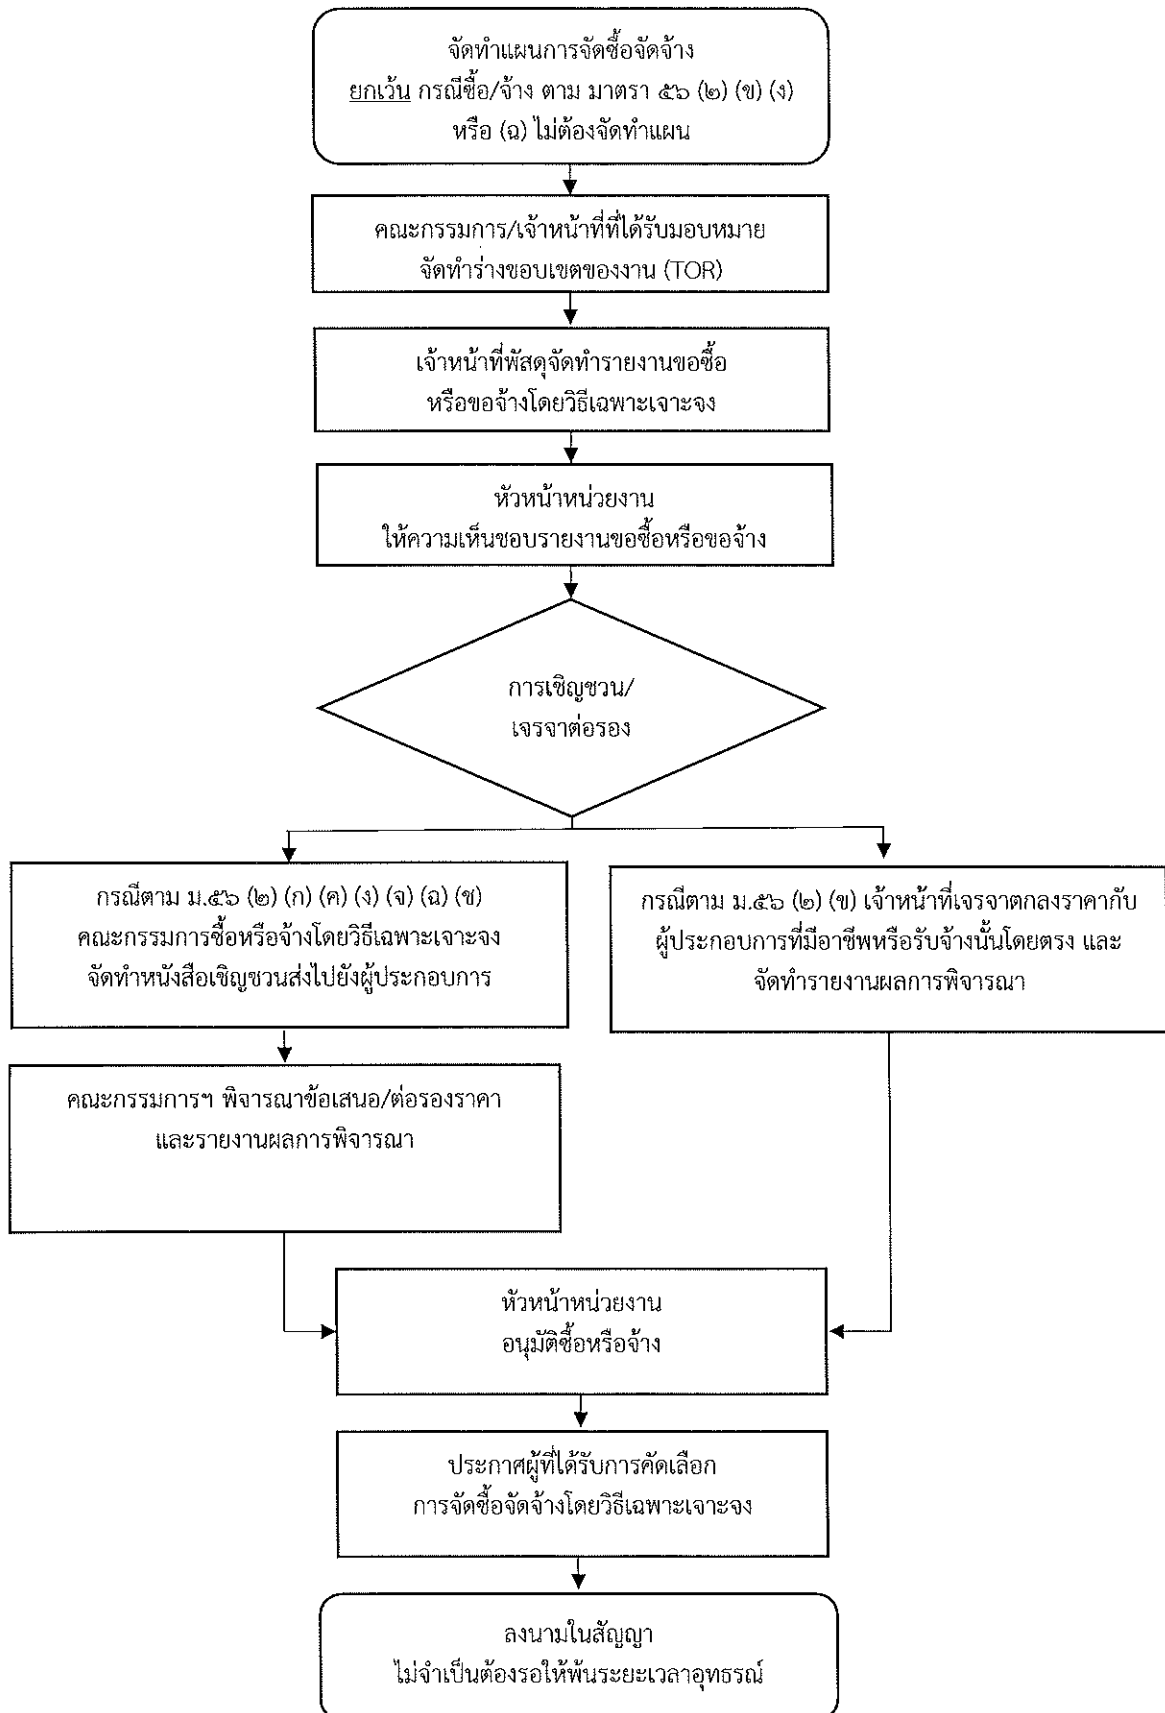 จัดทำแผนการจัดซื้อจัดจ้าง
ยกเว้น กรณีซื้อ/จ้าง ตาม มาตรา ๕๖ (๒) (ข) (ง)
หรือ (ฉ) ไม่ต้องจัดทำแผน
คณะกรรมการ/เจ้าหน้าที่ที่ได้รับมอบหมาย
จัดทำร่างขอบเขตของงาน (TOR)
เจ้าหน้าที่พัสดุจัดทำรายงานขอซื้อ
หรือขอจ้างโดยวิธีเฉพาะเจาะจง
หัวหน้าหน่วยงาน
ให้ความเห็นชอบรายงานขอซื้อหรือขอจ้าง
การเชิญชวน/
เจรจาต่อรอง
กรณีตาม ม.๕๖ (๒) (ก) (ค) (ง) (จ) (ฉ) (ช)
คณะกรรมการซื้อหรือจ้างโดยวิธีเฉพาะเจาะจง
จัดทำหนังสือเชิญชวนส่งไปยังผู้ประกอบการ
กรณีตาม ม.๕๖ (๒) (ข) เจ้าหน้าที่เจรจาตกลงราคากับ
ผู้ประกอบการที่มีอาชีพหรือรับจ้างนั้นโดยตรง และ
จัดทำรายงานผลการพิจารณา
คณะกรรมการฯ พิจารณาข้อเสนอ/ต่อรองราคา
และรายงานผลการพิจารณา
หัวหน้าหน่วยงาน
อนุมัติซื้อหรือจ้าง
ประกาศผู้ที่ได้รับการคัดเลือก
การจัดซื้อจัดจ้างโดยวิธีเฉพาะเจาะจง
ลงนามในสัญญา
ไม่จำเป็นต้องรอให้พ้นระยะเวลาอุทธรณ์